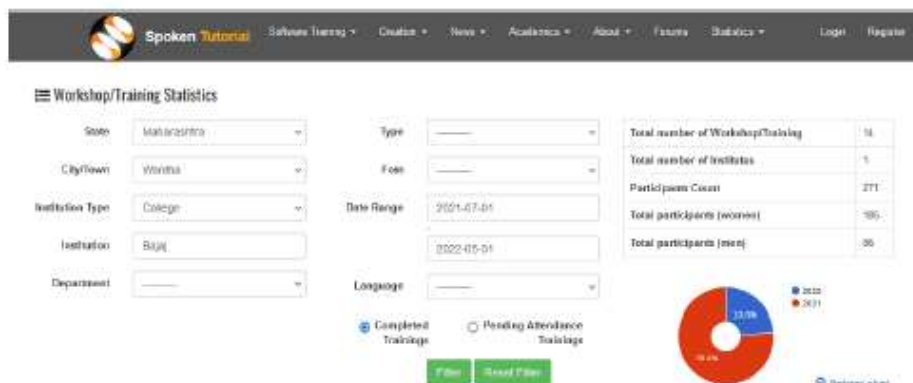 Spoken Tutorial
Software Training Creation News Academics About Forums Statistics Login Register
Workshop/Training Statistics
State Maharashtra
City/Town Wardha
Institution Type College
Institution Bajaj
Department ---------
Type ---------
Foss ---------
Date Range 2021-07-01
2022-05-01
Language ---------
Completed Trainings
Pending Attendance Trainings
Filter Reset Filter
Total number of Workshop/Training
Total number of Institutes 1
Participants Count 271
Total participants (women)
Total participants (men)
2022
2021